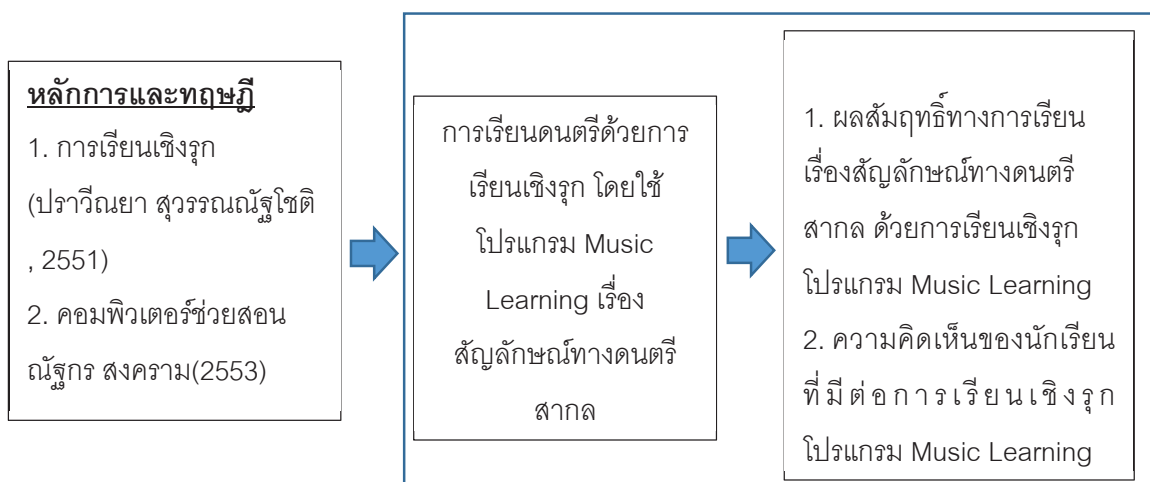 หลักการและทฤษฎี
1. การเรียนเชิงรุก
(ปราวีณยา สุวรรณณัฐโชติ
, 2551)
2. คอมพิวเตอร์ช่วยสอน
ณัฐกร สงคราม(2553)
การเรียนดนตรีด้วยการ
เรียนเชิงรุก โดยใช้
โปรแกรม Music
Learning เรื่อง
สัญลักษณ์ทางดนตรี
สากล
1. ผลสัมฤทธิ์ทางการเรียน
เรื่องสัญลักษณ์ทางดนตรี
สากล ด้วยการเรียนเชิงรุก
โปรแกรม Music Learning
2. ความคิดเห็นของนักเรียน
ที่มีต่อการเรียนเชิงรุก
โปรแกรม Music Learning